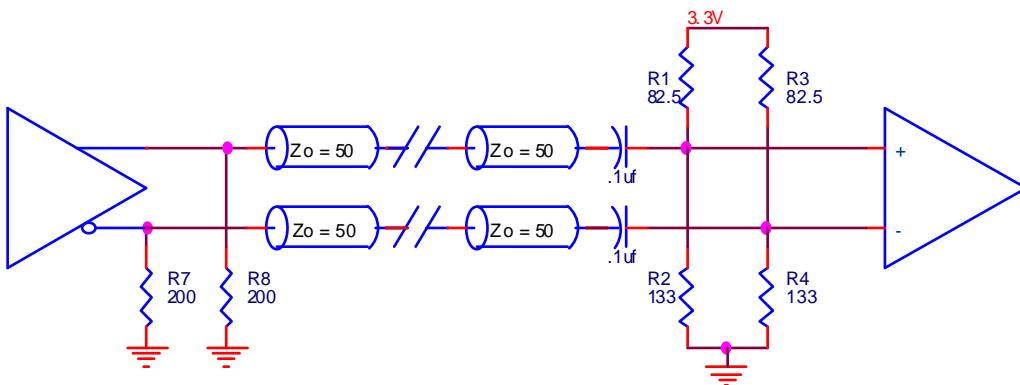 3.3V
R1
82.5
R3
82.5
Zo = 50
Zo = 50
.1uf
+
Zo = 50
Zo = 50
.1uf
-
R7
200
R8
200
R2
133
R4
133